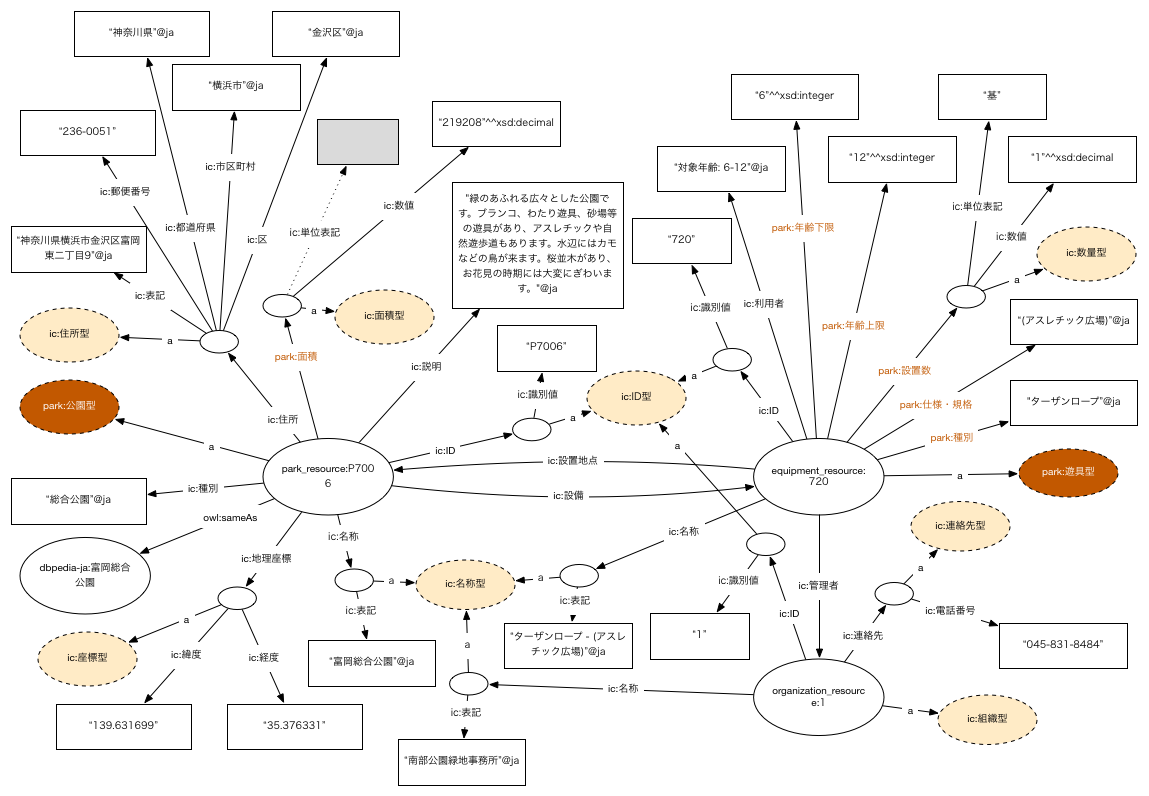 "神奈川県"@ja
"金沢区"@ja
"横浜市"@ja
"236-0051"
"219208"^^xsd:decimal
"6"^^xsd:integer
"基"
"12"^^xsd:integer
"1"^^xsd:decimal
ic:市区町村
ic:郵便番号
ic:数値
ic:都道府県
ic:区
ic:単位表記
"緑のあふれる広々とした公園で
す。ブランコ、わたり遊具、砂場等
の遊具があり、アスレチックや自
然遊歩道もあります。水辺にはカモ
などの鳥が来ます。桜並木があり、
お花見の時期には大変にぎわいま
す。"@ja
"対象年齢: 6-12"@ja
"720"
park:年齢下限
ic:単位表記
ic:数値
ic:数量型
a
"神奈川県横浜市金沢区富岡
東二丁目9"@ja
ic:表記
ic:住所型
a
ic:面積型
a
park:面積
ic:説明
"P7006"
ic:識別値
ic:利用者
ic:識別値
park:年齢上限
"(アスレチック広場)"@ja
park:設置数
park:仕様・規格
"ターザンロープ"@ja
park:種別
park:公園型
a
ic:住所
ic:ID型
a
a
ic:識別値
ic:ID
ic:ID
a
park_resource:P700
6
ic:設置地点
ic:設備
equipment_resource:
720
a
park:遊具型
"総合公園"@ja
ic:種別
owl:sameAs
ic:名称
ic:名称
ic:連絡先型
dbpedia-ja:富岡総合
公園
ic:地理座標
a
ic:名称型
a
ic:識別値
ic:管理者
a
ic:表記
ic:表記
ic:ID
ic:電話番号
a
ic:座標型
ic:緯度
ic:経度
"富岡総合公園"@ja
a
"ターザンロープ - (アスレ
チック広場)"@ja
"1"
ic:連絡先
"045-831-8484"
ic:名称
organization_resourc
e:1
a
ic:組織型
"139.631699"
"35.376331"
ic:表記
"南部公園緑地事務所"@ja